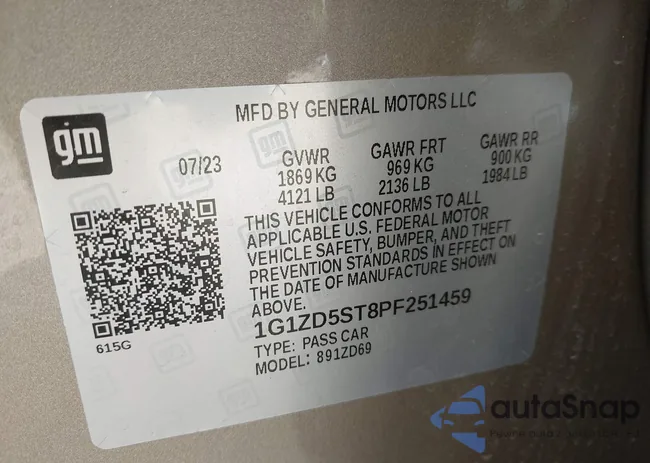 MFD BY GENERAL MOTORS LLC
gm
07/23
GVWR
1869 KG
4121 LB
GAWR FRT
969 KG
2136 LB
GAWR RR
900 KG
1984 LB
THIS VEHICLE CONFORMS TO ALL
APPLICABLE U.S. FEDERAL MOTOR
VEHICLE SAFETY, BUMPER, AND THEFT
PREVENTION STANDARDS IN EFFECT ON
THE DATE OF MANUFACTURE SHOWN
ABOVE.
1G1ZD5ST8PF251459
TYPE: PASS CAR
MODEL: 891ZD69
615G
autoSnap